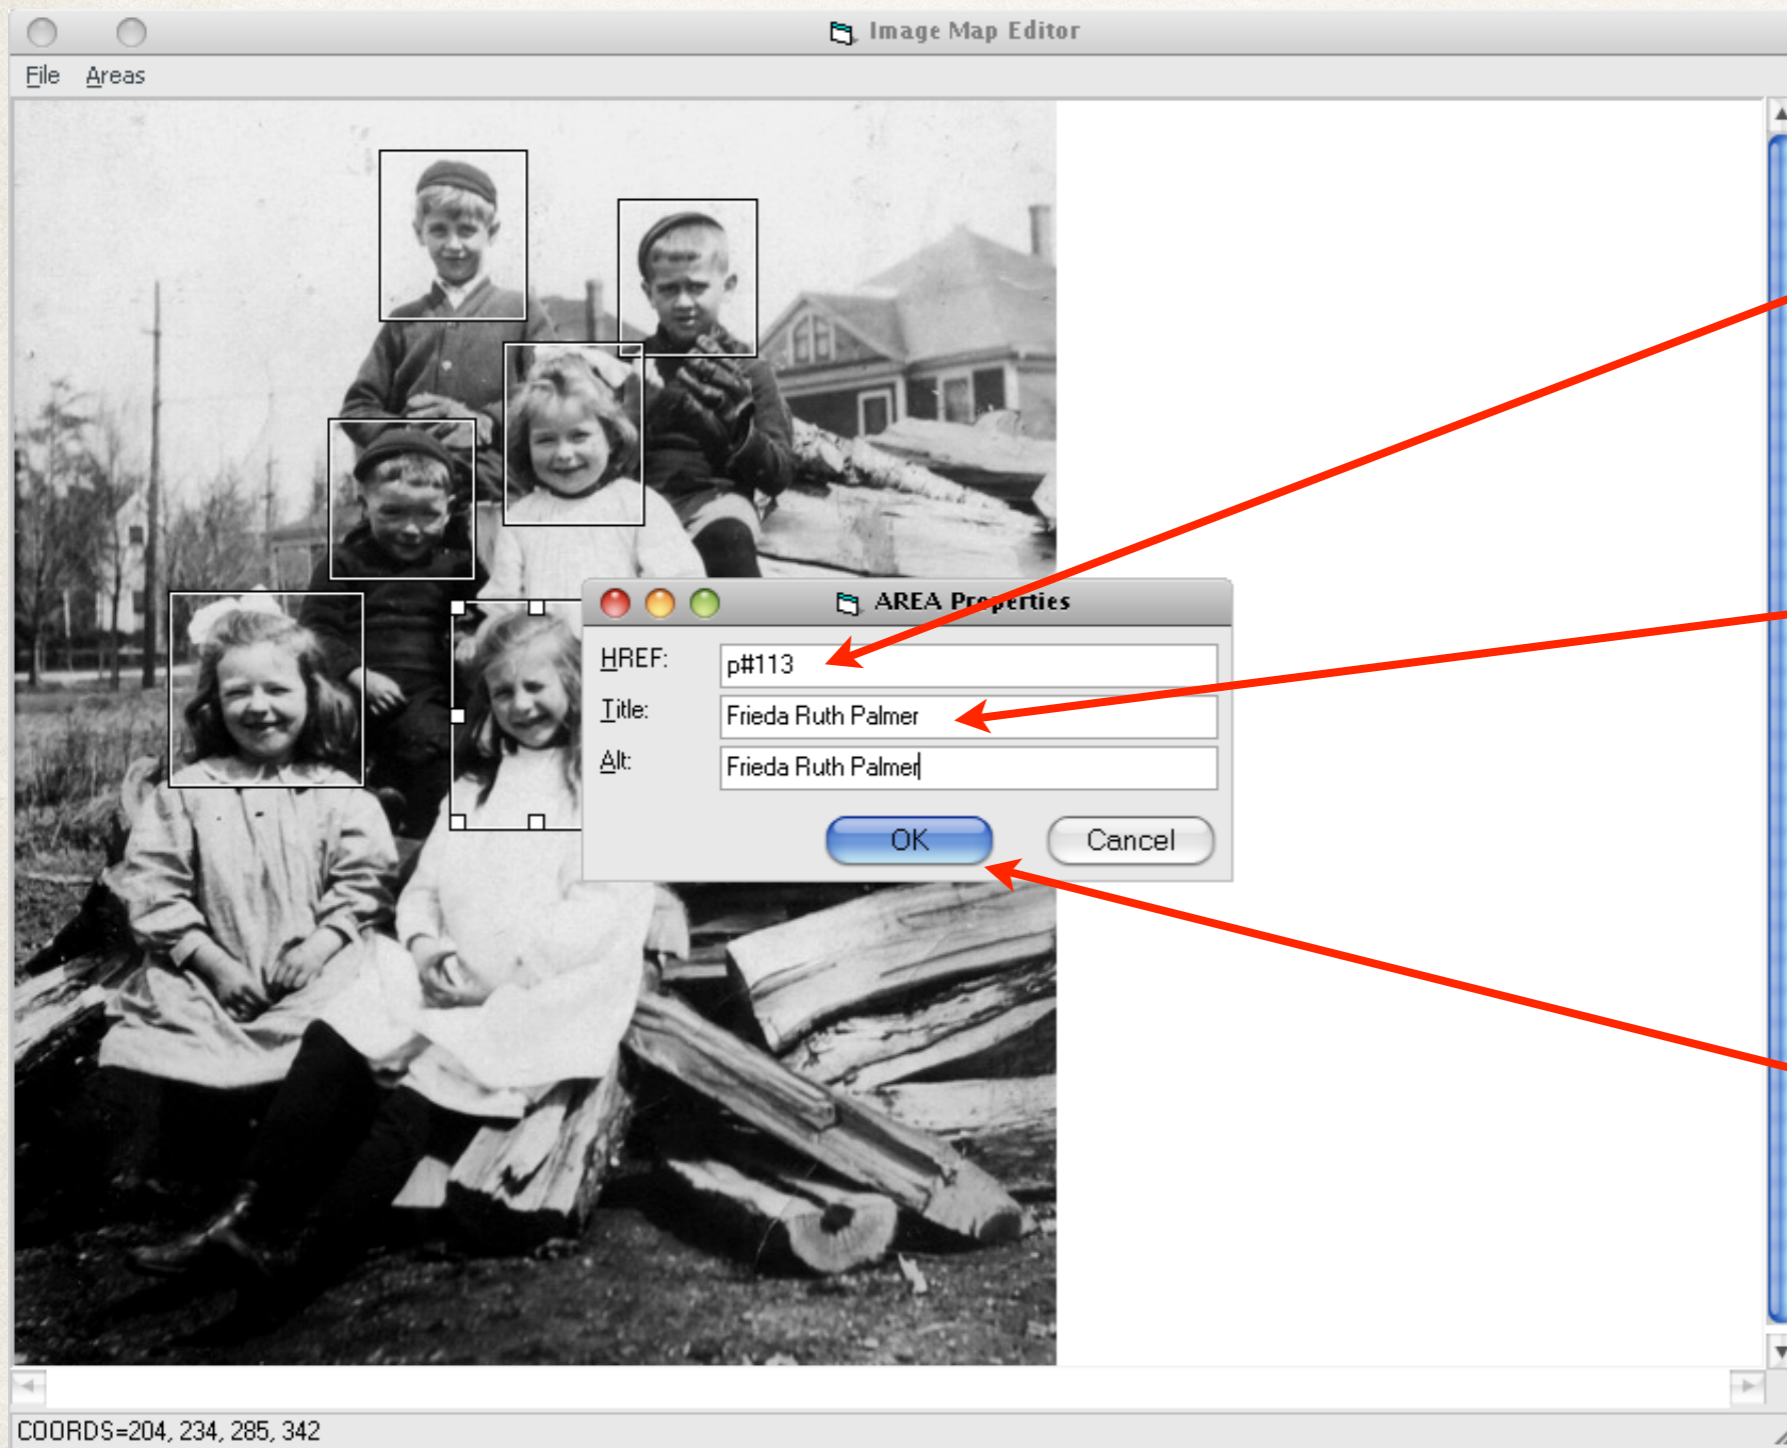 Image Map Editor
File Areas
AREA Properties
HREF: p#113
Title: Frieda Ruth Palmer
Alt: Frieda Ruth Palmer
OK Cancel
COORDS=204, 234, 285, 342